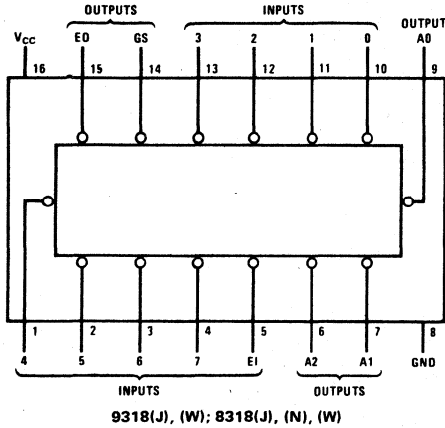 OUTPUTS INPUTS OUTPUT
VCC EO GS 3 2 1 0 A0
16 15 14 13 12 11 10 9
1 2 3 4 5 6 7 8
4 5 6 7 EI A2 A1 GND
INPUTS OUTPUTS
9318(J), (W); 8318(J), (N), (W)